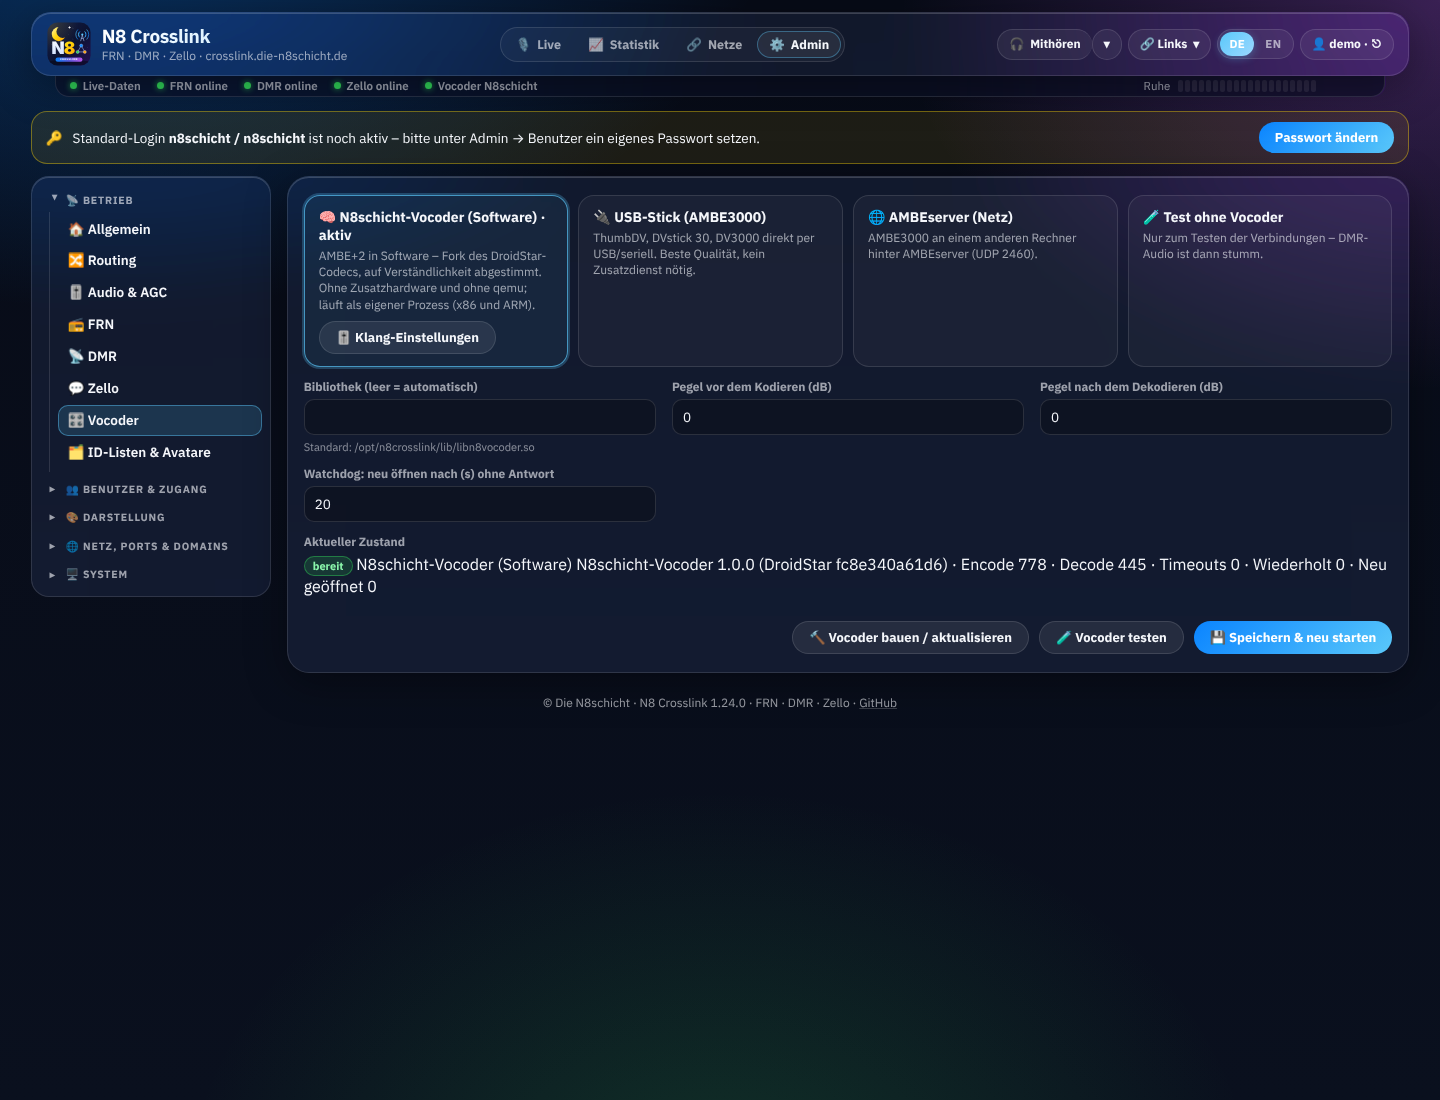 N8 Crosslink
FRN · DMR · Zello · crosslink.die-n8schicht.de
Live
Statistik
Netze
Admin
Mithören
Links
DE
EN
demo ·
Live-Daten
FRN online
DMR online
Zello online
Vocoder N8schicht
Ruhe
Standard-Login n8schicht / n8schicht ist noch aktiv – bitte unter Admin → Benutzer ein eigenes Passwort setzen.
Passwort ändern
BETRIEB
Allgemein
Routing
Audio & AGC
FRN
DMR
Zello
Vocoder
ID-Listen & Avatare
BENUTZER & ZUGANG
DARSTELLUNG
NETZ, PORTS & DOMAINS
SYSTEM
N8schicht-Vocoder (Software) ·
aktiv
AMBE+2 in Software – Fork des DroidStar-
Codecs, auf Verständlichkeit abgestimmt.
Ohne Zusatzhardware und ohne qemu;
läuft als eigener Prozess (x86 und ARM).
Klang-Einstellungen
USB-Stick (AMBE3000)
ThumbDV, DVstick 30, DV3000 direkt per
USB/seriell. Beste Qualität, kein
Zusatzdienst nötig.
AMBEserver (Netz)
AMBE3000 an einem anderen Rechner
hinter AMBEserver (UDP 2460).
Test ohne Vocoder
Nur zum Testen der Verbindungen – DMR-
Audio ist dann stumm.
Bibliothek (leer = automatisch)
Standard: /opt/n8crosslink/lib/libn8vocoder.so
Pegel vor dem Kodieren (dB)
0
Pegel nach dem Dekodieren (dB)
0
Watchdog: neu öffnen nach (s) ohne Antwort
20
Aktueller Zustand
bereit N8schicht-Vocoder (Software) N8schicht-Vocoder 1.0.0 (DroidStar fc8e340a61d6) · Encode 778 · Decode 445 · Timeouts 0 · Wiederholt 0 · Neu
geöffnet 0
Vocoder bauen / aktualisieren
Vocoder testen
Speichern & neu starten
© Die N8schicht · N8 Crosslink 1.24.0 · FRN · DMR · Zello · GitHub